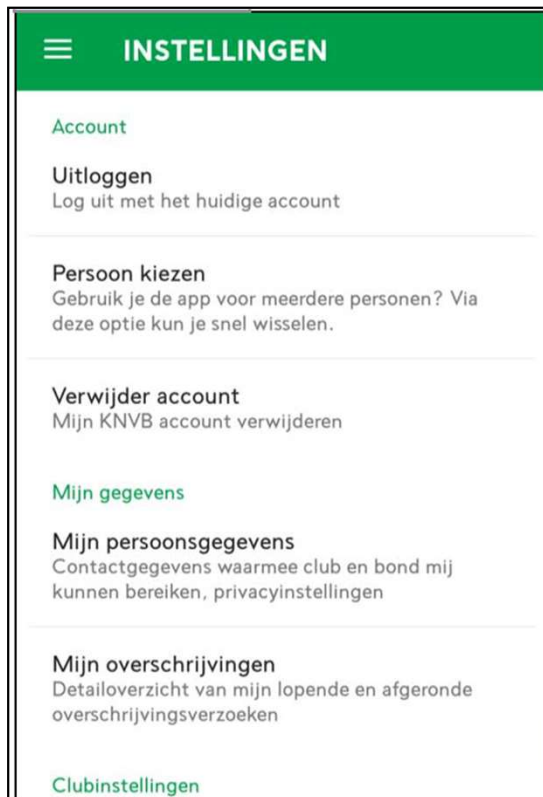 INSTELLINGEN
Account
Uitloggen
Log uit met het huidige account
Persoon kiezen
Gebruik je de app voor meerdere personen? Via
deze optie kun je snel wisselen.
Verwijder account
Mijn KNVB account verwijderen
Mijn gegevens
Mijn persoonsgegevens
Contactgegevens waarmee club en bond mij
kunnen bereiken, privacyinstellingen
Mijn overschrijvingen
Detailoverzicht van mijn lopende en afgeronde
overschrijvingsverzoeken
Clubinstellingen